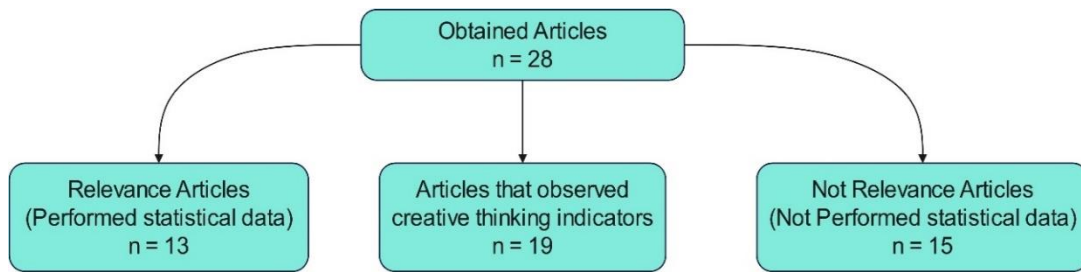 Obtained Articles
n = 28
Relevance Articles
(Performed statistical data)
n = 13
Articles that observed
creative thinking indicators
n = 19
Not Relevance Articles
(Not Performed statistical data)
n = 15